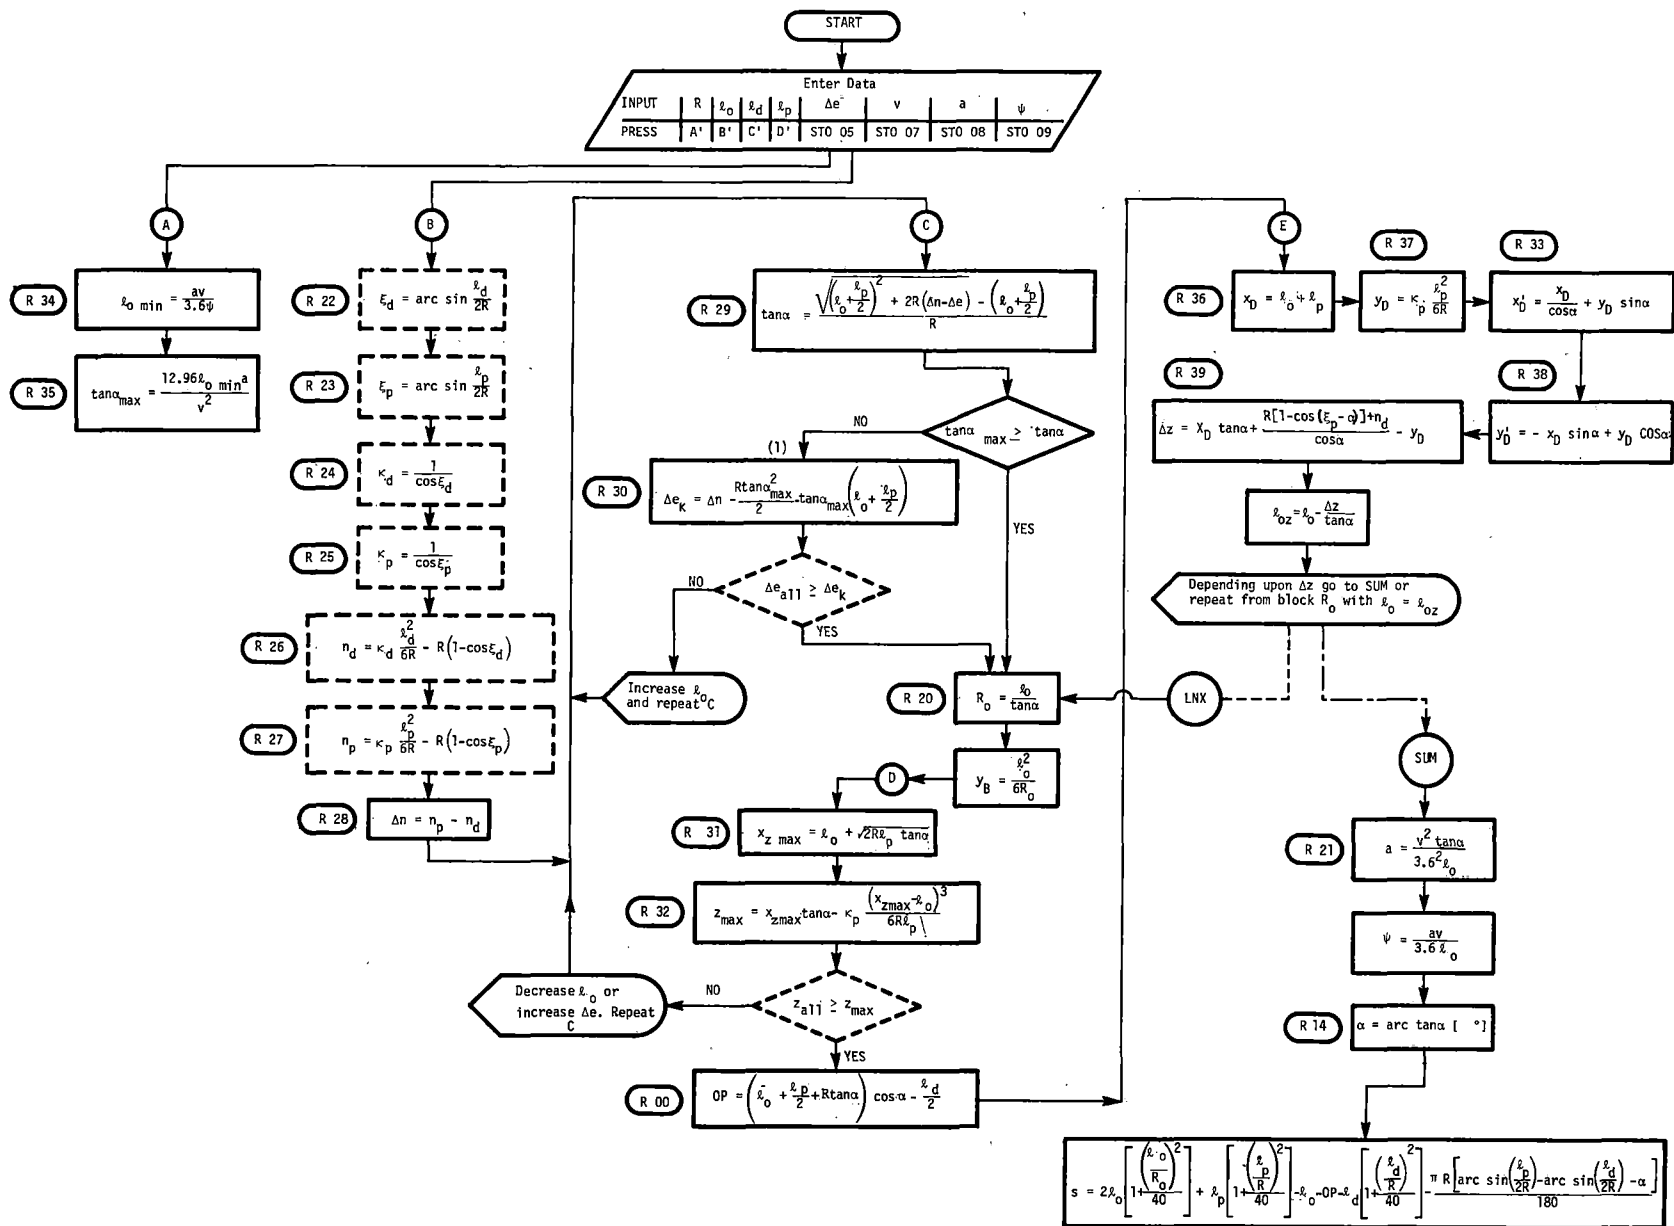 START
Enter Data
INPUT R ℓo ℓd ℓp Δe v a ψ
PRESS A' B' C' D' STO 05 STO 07 STO 08 STO 09
A
R 34
ℓo min = av/3.6ψ
R 35
tanαmax = 12.96ℓo min a/v²
B
R 22
ξd = arc sin ℓd/2R
R 23
ξp = arc sin ℓp/2R
R 24
κd = 1/cosξd
R 25
κp = 1/cosξp
R 26
nd = κd ℓd²/6R - R(1-cosξd)
R 27
np = κp ℓp²/6R - R(1-cosξp)
R 28
Δn = np - nd
C
R 29
tanα = (√((ℓo+ℓp/2)² + 2R(Δn-Δe)) - (ℓo+ℓp/2))/R
tanα max ≥ tanα
NO
(1)
YES
R 30
Δek = Δn - Rtanα²max/2 - tanαmax(ℓo + ℓp/2)
Δeall ≥ Δek
NO
YES
Increase ℓo
and repeat C
R 20
Ro = ℓo/tanα
yB = ℓo²/6Ro
D
R 31
xz max = ℓo + √2Rℓp tanα
R 32
zmax = xzmax tanα - κp (xzmax-ℓo)³/6Rℓp
zall ≥ zmax
NO
YES
Decrease ℓo or
increase Δe. Repeat
C
R 00
OP = (ℓo + ℓp/2 + Rtanα) cosα - ℓd/2
E
R 36
xD = ℓo + ℓp
R 37
yD = κp ℓp²/6R
R 33
x'D = xD/cosα + yD sinα
R 38
y'D = - xD sinα + yD COSα
R 39
Δz = XD tanα + (R[1-cos(ξp-α)]+nd)/cosα - yD
ℓoz = ℓo - Δz/tanα
Depending upon Δz go to SUM or
repeat from block Ro with ℓo = ℓoz
LNX
SUM
R 21
a = v² tanα/3.6²ℓo
ψ = av/3.6ℓo
R 14
α = arc tanα [ °]
s = 2ℓo[1+(ℓo/Ro)²/40] + ℓp[1+(ℓp/R)²/40] -ℓo-OP-ℓd[1+(ℓd/R)²/40] - πR[arc sin(ℓp/2R)-arc sin(ℓd/2R)-α]/180